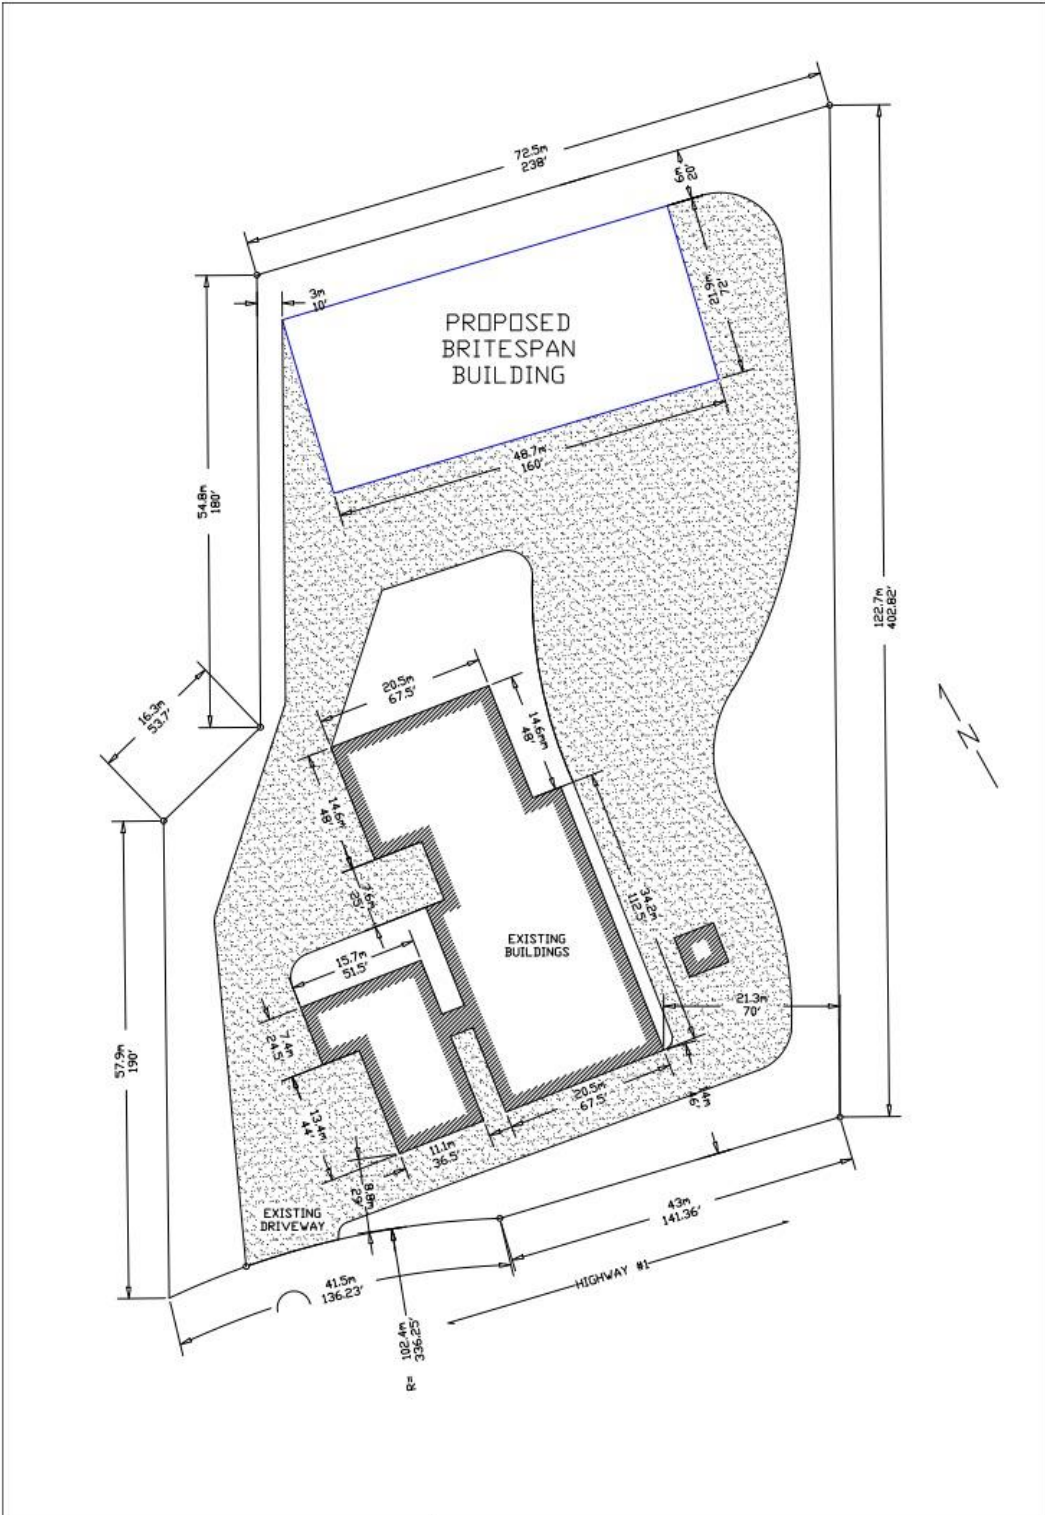 72.5m
238'
20'
6m
3m
10'
72'
21.9m
PROPOSED
BRITESPAN
BUILDING
48.7m
160'
54.8m
180'
122.7m
402.82'
16.3m
53.7'
20.5m
67.5'
14.6mm
48'
N
14.6m
48'
7.6m
25'
34.2m
112.5'
EXISTING
BUILDINGS
15.7m
51.5'
21.3m
70'
7.4m
24.5'
57.9m
190'
20.5m
67.5'
13.4m
44'
11.1m
36.5'
8.8m
29'
EXISTING
DRIVEWAY
43m
141.36'
HIGHWAY #1
41.5m
136.23'
R= 102.4m
336.25'